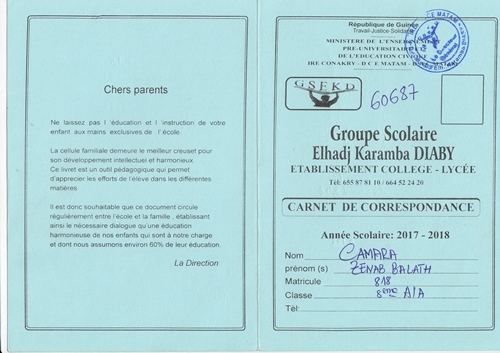 Chers parents
Ne laissez pas l 'éducation et l 'instruction de votre
enfant aux mains exclusives de l' école
La cellule familiale demeure le meilleur creuset pour
son développement intellectuel et harmonieux.
Ce livret est un outil pédagogique qui permet
d'apprécier les efforts de l'élève dans les différentes
matières.
Il est donc souhaitable que ce document circule
régulièrement entre l'école et la famille , établissant
ainsi le necessaire dialogue qu'une éducation
harmonieuse de nos enfants qui sont à notre charge
et dont nous assumons environ 60% de leur éducation.
La Direction
République de Guinée
Travail-Justice-Solidarité
MINISTERE DE L'ENSEIGNEMENT
PRE-UNIVERSITAIRE ET
DE L'EDUCATION CIVIQUE
IRE CONAKRY - D C E MATAM -
GSEKD
60687
Groupe Scolaire
Elhadj Karamba DIABY
ETABLISSEMENT COLLEGE - LYCÉE
Tél: 655 87 81 10 / 664 52 24 20
CARNET DE CORRESPONDANCE
Année Scolaire: 2017 - 2018
Nom CAMARA
prénom (s) ZENAB BALATH
Matricule 818
Classe 8ème A/A
Tél: